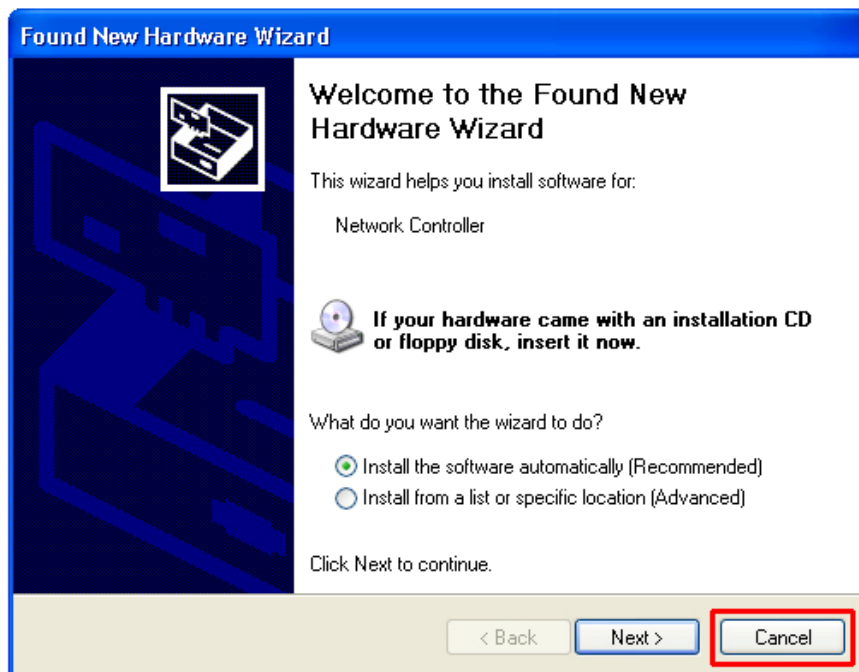 Found New Hardware Wizard
Welcome to the Found New
Hardware Wizard
This wizard helps you install software for:
Network Controller
If your hardware came with an installation CD
or floppy disk, insert it now.
What do you want the wizard to do?
Install the software automatically (Recommended)
Install from a list or specific location (Advanced)
Click Next to continue.
< Back
Next >
Cancel